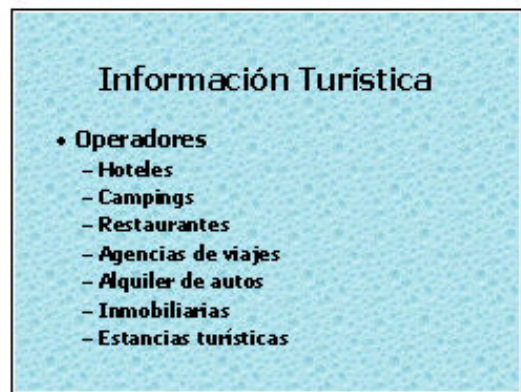 Información Turística
• Operadores
– Hoteles
– Campings
– Restaurantes
– Agencias de viajes
– Alquiler de autos
– Inmobiliarias
– Estancias turísticas